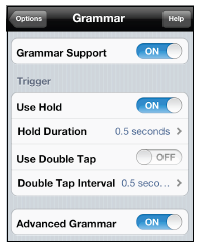 Options Grammar Help
Grammar Support ON
Trigger
Use Hold ON
Hold Duration 0.5 seconds
Use Double Tap OFF
Double Tap Interval 0.5 seco...
Advanced Grammar ON